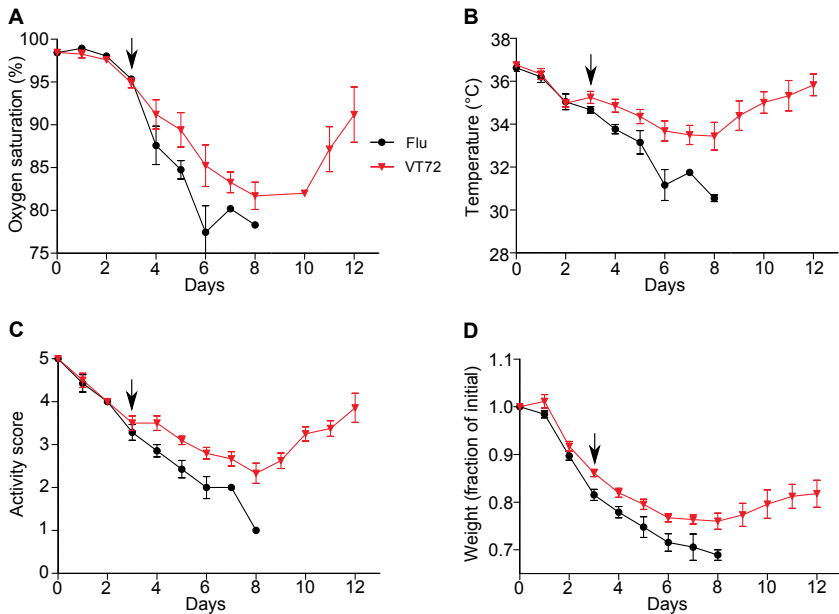 A
Oxygen saturation (%)
100
95
90
85
80
75
0 2 4 6 8 10 12
Days
Flu
VT72
B
Temperature (°C)
38
36
34
32
30
28
0 2 4 6 8 10 12
Days
C
Activity score
5
4
3
2
1
0
0 2 4 6 8 10 12
Days
D
Weight (fraction of initial)
1.1
1.0
0.9
0.8
0.7
0 2 4 6 8 10 12
Days